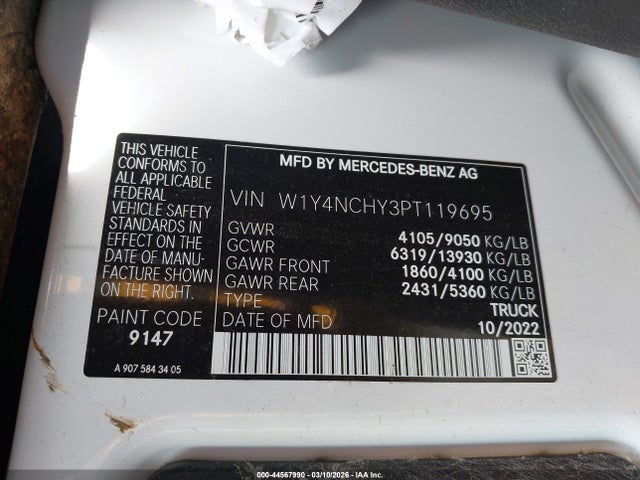 THIS VEHICLE
CONFORMS TO
ALL APPLICABLE
FEDERAL
VEHICLE SAFETY
STANDARDS IN
EFFECT ON THE
DATE OF MANU-
FACTURE SHOWN
ON THE RIGHT.
PAINT CODE
9147
A 907 584 34 05
MFD BY MERCEDES-BENZ AG
VIN W1Y4NCHY3PT119695
GVWR 4105/9050 KG/LB
GCWR 6319/13930 KG/LB
GAWR FRONT 1860/4100 KG/LB
GAWR REAR 2431/5360 KG/LB
TYPE TRUCK
DATE OF MFD 10/2022
000-44567990 - 03/10/2026 - IAA Inc.